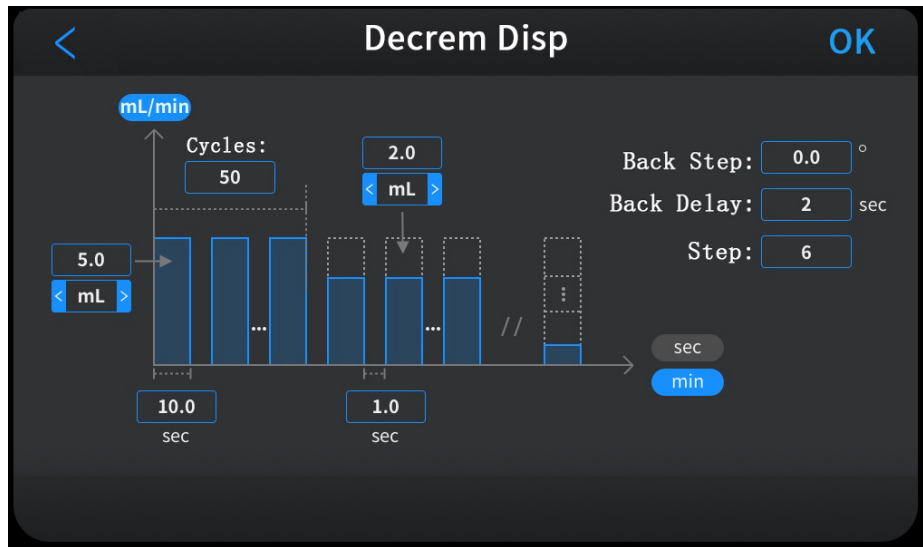 < Decrem Disp OK
mL/min
Cycles:
50
2.0
< mL >
5.0
< mL >
...
...
//
10.0
sec
1.0
sec
Back Step: 0.0 °
Back Delay: 2 sec
Step: 6
sec
min